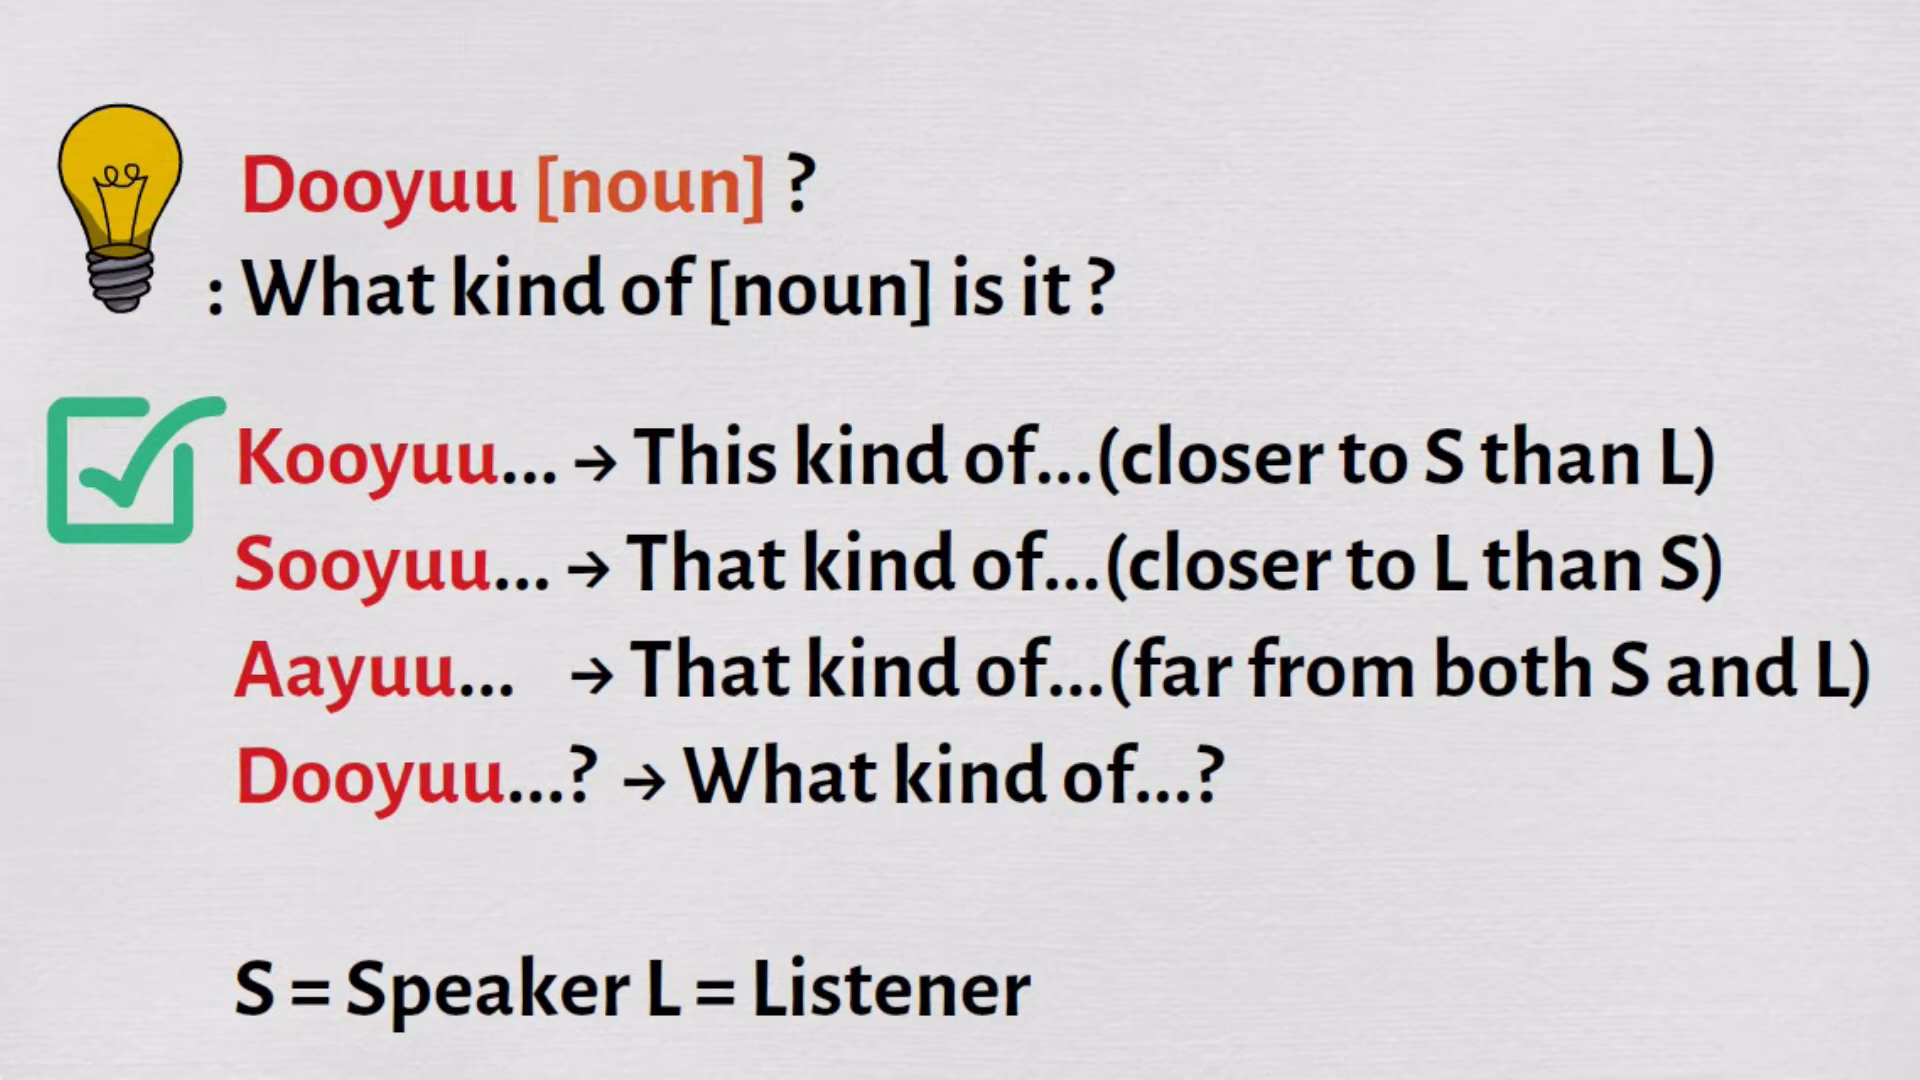 Dooyuu [noun] ?
: What kind of [noun] is it ?
Kooyuu... → This kind of...(closer to S than L)
Sooyuu... → That kind of...(closer to L than S)
Aayuu... → That kind of...(far from both S and L)
Dooyuu...? → What kind of...?
S = Speaker L = Listener